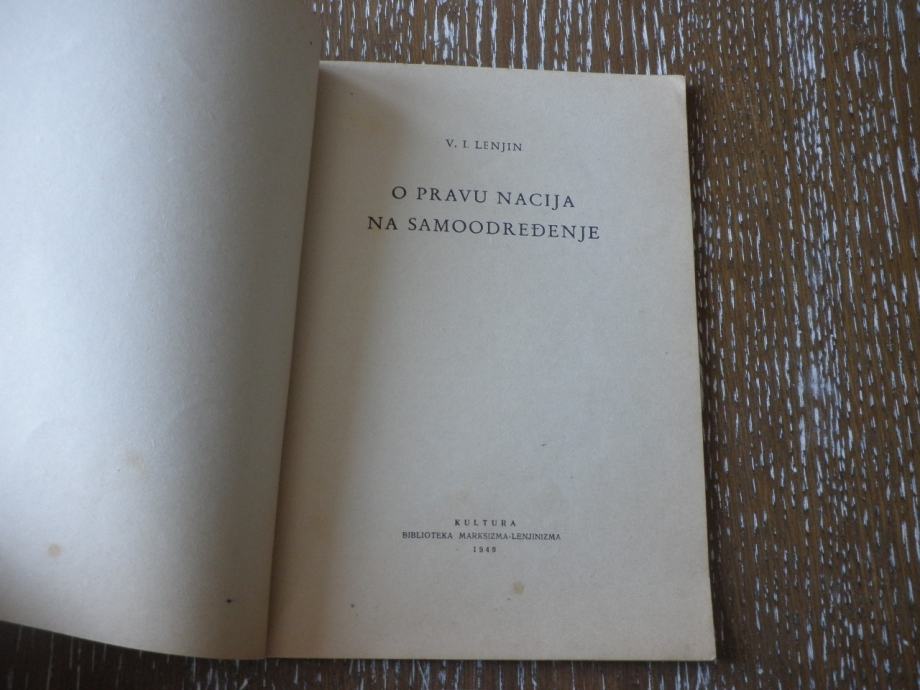 V. I. LENJIN
O PRAVU NACIJA
NA SAMOODREĐENJE
KULTURA
BIBLIOTEKA MARKSIZMA-LENJINIZMA
1949